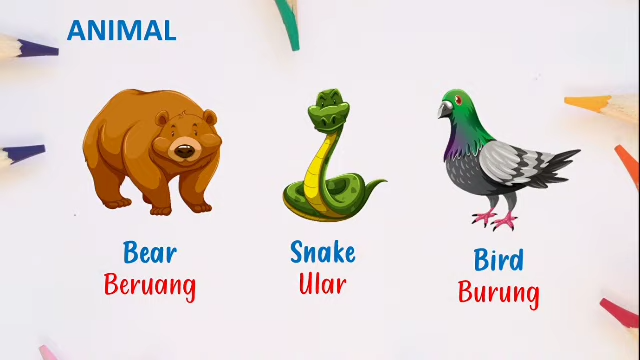 ANIMAL
Bear
Beruang
Snake
Ular
Bird
Burung